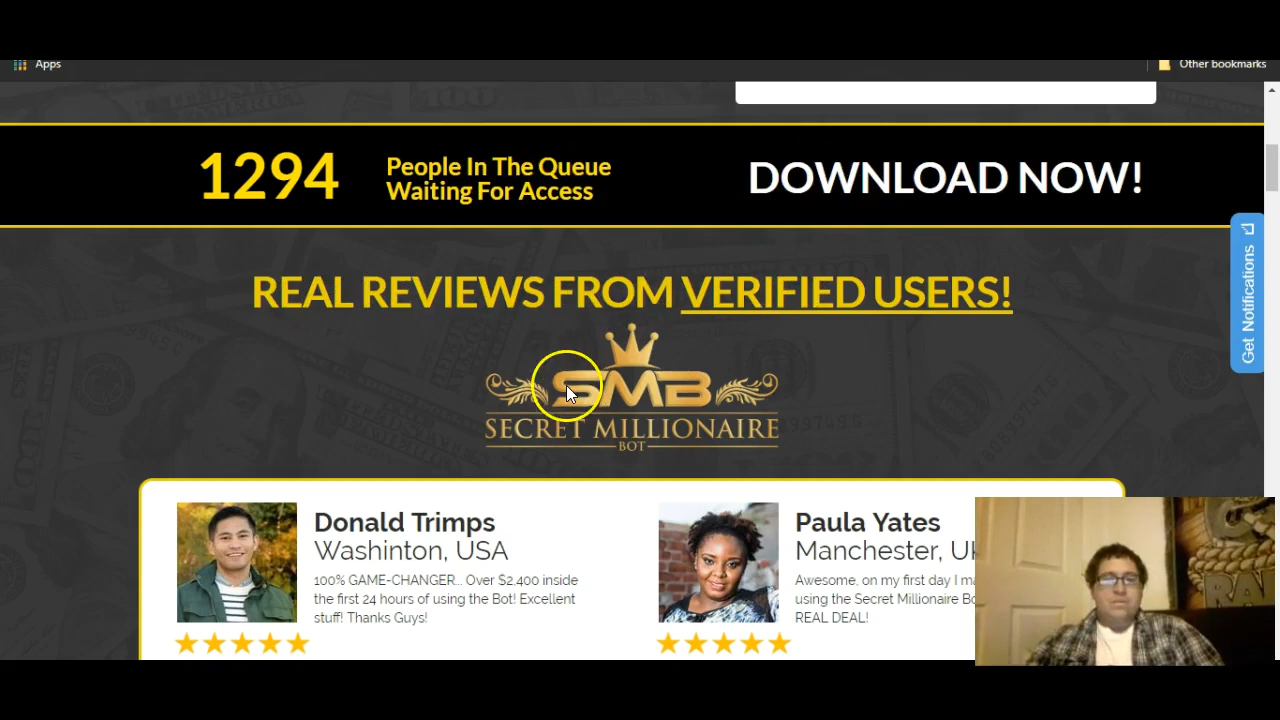 Apps
Other bookmarks
1294
People In The Queue
Waiting For Access
DOWNLOAD NOW!
Get Notifications
REAL REVIEWS FROM VERIFIED USERS!
SMB
SECRET MILLIONAIRE
BOT
Donald Trimps
Washinton, USA
100% GAME-CHANGER... Over $2,400 inside
the first 24 hours of using the Bot! Excellent
stuff! Thanks Guys!
Paula Yates
Manchester,
Awesome, on my first day I
using the Secret Millionaire
REAL DEAL!